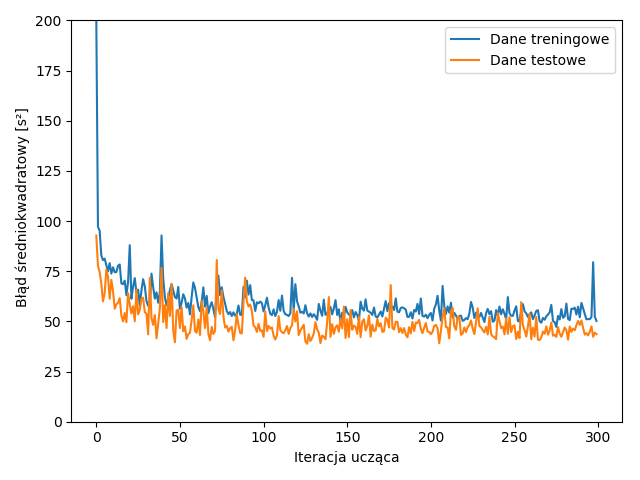 Dane treningowe
Dane testowe
Błąd średniokwadratowy [s²]
200
175
150
125
100
75
50
25
0
0 50 100 150 200 250 300
Iteracja ucząca